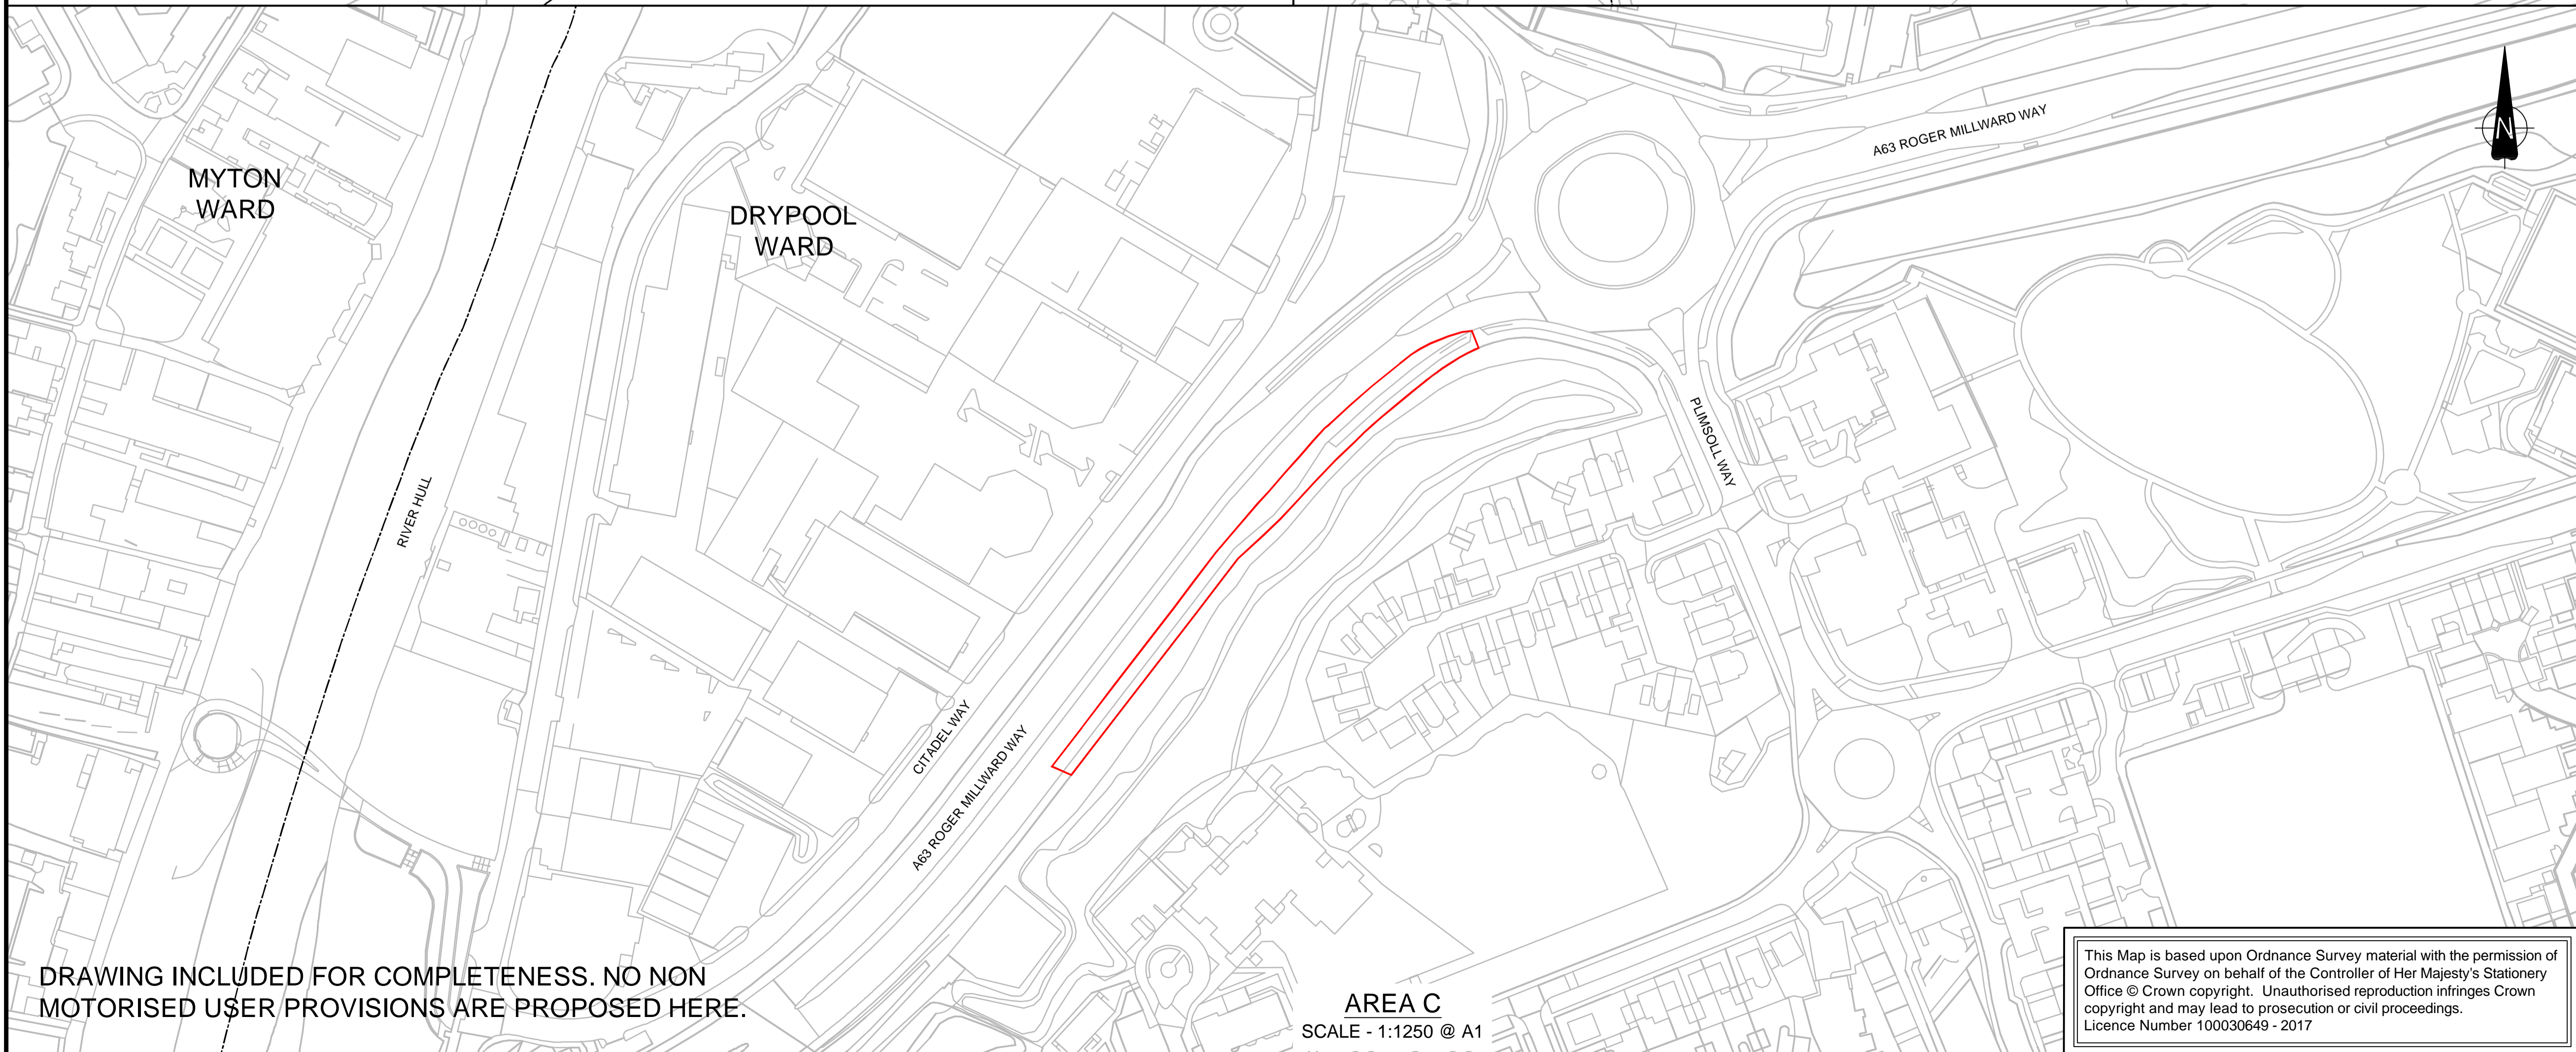 A63 ROGER MILLWARD WAY
N
MYTON
WARD
DRYPOOL
WARD
PLIMSOLL WAY
RIVER HULL
CITADEL WAY
A63 ROGER MILLWARD WAY
DRAWING INCLUDED FOR COMPLETENESS. NO NON
MOTORISED USER PROVISIONS ARE PROPOSED HERE.
AREA C
SCALE - 1:1250 @ A1
This Map is based upon Ordnance Survey material with the permission of
Ordnance Survey on behalf of the Controller of Her Majesty's Stationery
Office © Crown copyright. Unauthorised reproduction infringes Crown
copyright and may lead to prosecution or civil proceedings.
Licence Number 100030649 - 2017